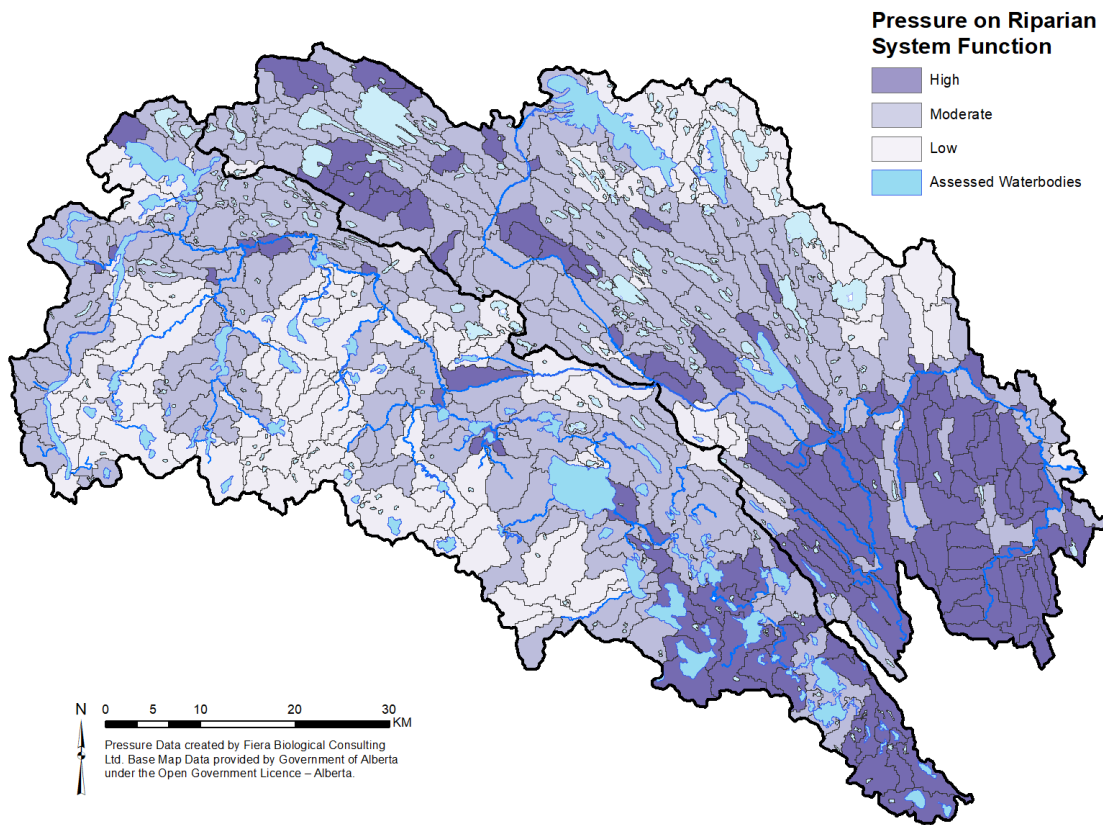 Pressure on Riparian
System Function
High
Moderate
Low
Assessed Waterbodies
N
0 5 10 20 30
KM
Pressure Data created by Fiera Biological Consulting
Ltd. Base Map Data provided by Government of Alberta
under the Open Government Licence – Alberta.